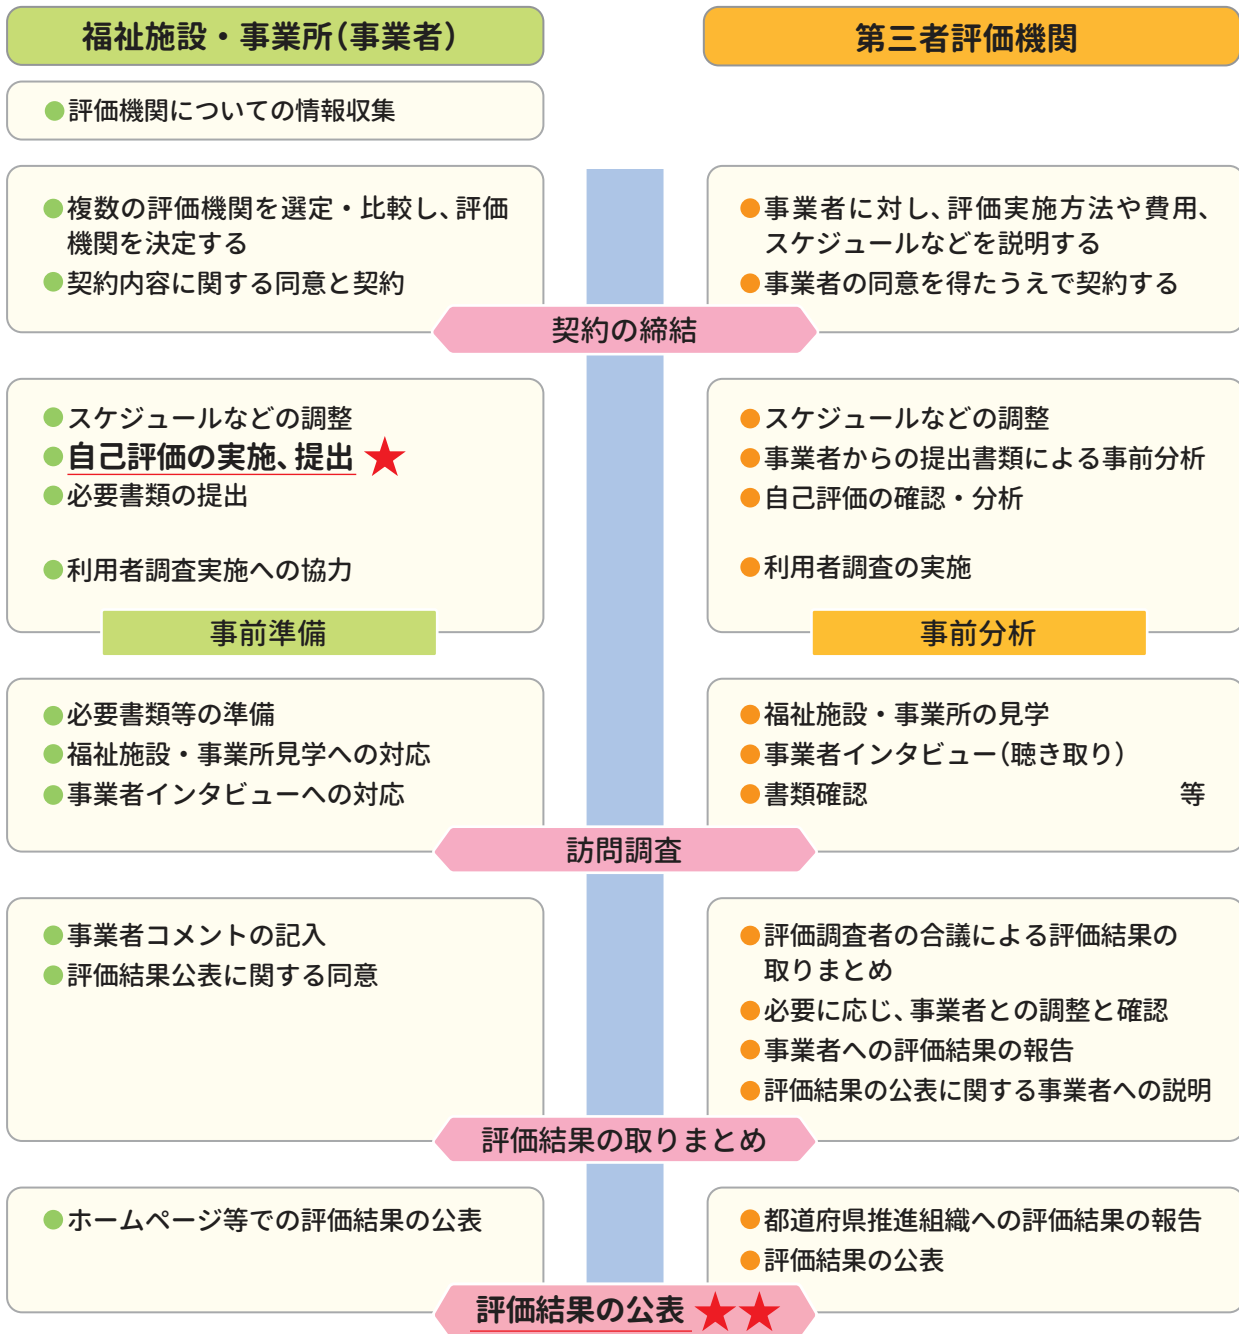 福祉施設・事業所(事業者)
第三者評価機関
●評価機関についての情報収集
●複数の評価機関を選定・比較し、評価
機関を決定する
●契約内容に関する同意と契約
●事業者に対し、評価実施方法や費用、
スケジュールなどを説明する
●事業者の同意を得たうえで契約する
契約の締結
●スケジュールなどの調整
●自己評価の実施、提出 ★
●必要書類の提出
●利用者調査実施への協力
事前準備
●スケジュールなどの調整
●事業者からの提出書類による事前分析
●自己評価の確認・分析
●利用者調査の実施
事前分析
●必要書類等の準備
●福祉施設・事業所見学への対応
●事業者インタビューへの対応
●福祉施設・事業所の見学
●事業者インタビュー(聴き取り)
●書類確認 等
訪問調査
●事業者コメントの記入
●評価結果公表に関する同意
●評価調査者の合議による評価結果の
取りまとめ
●必要に応じ、事業者との調整と確認
●事業者への評価結果の報告
●評価結果の公表に関する事業者への説明
評価結果の取りまとめ
●ホームページ等での評価結果の公表
●都道府県推進組織への評価結果の報告
●評価結果の公表
評価結果の公表 ★★